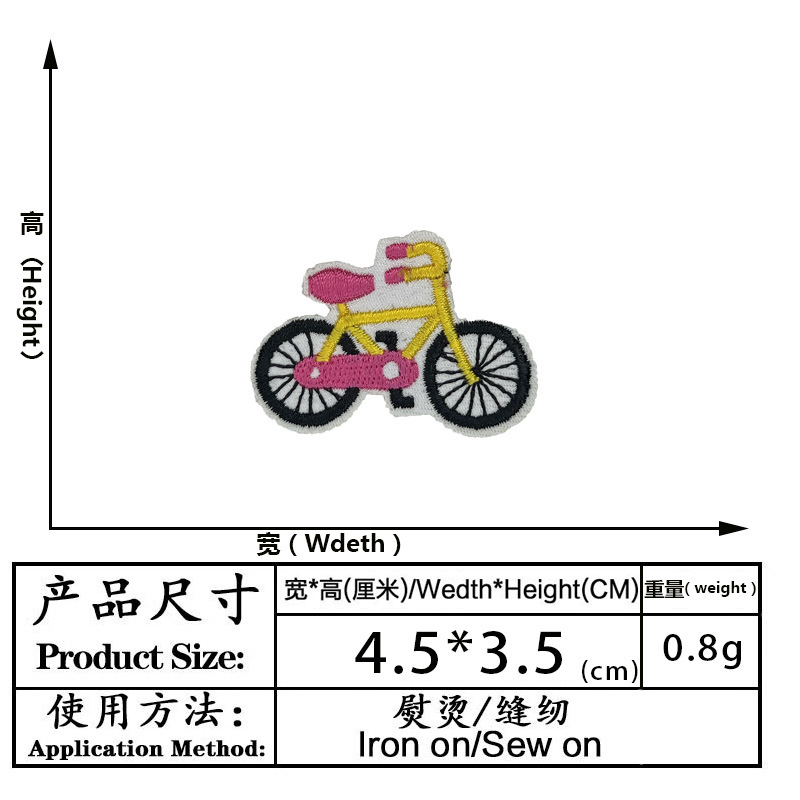 高（Height）
宽（Wdeth）
产品尺寸
Product Size:
宽*高(厘米)/Wedth*Height(CM)
重量( weight )
4.5*3.5 (cm)
0.8g
使用方法：
Application Method:
熨烫/缝纫
Iron on/Sew on